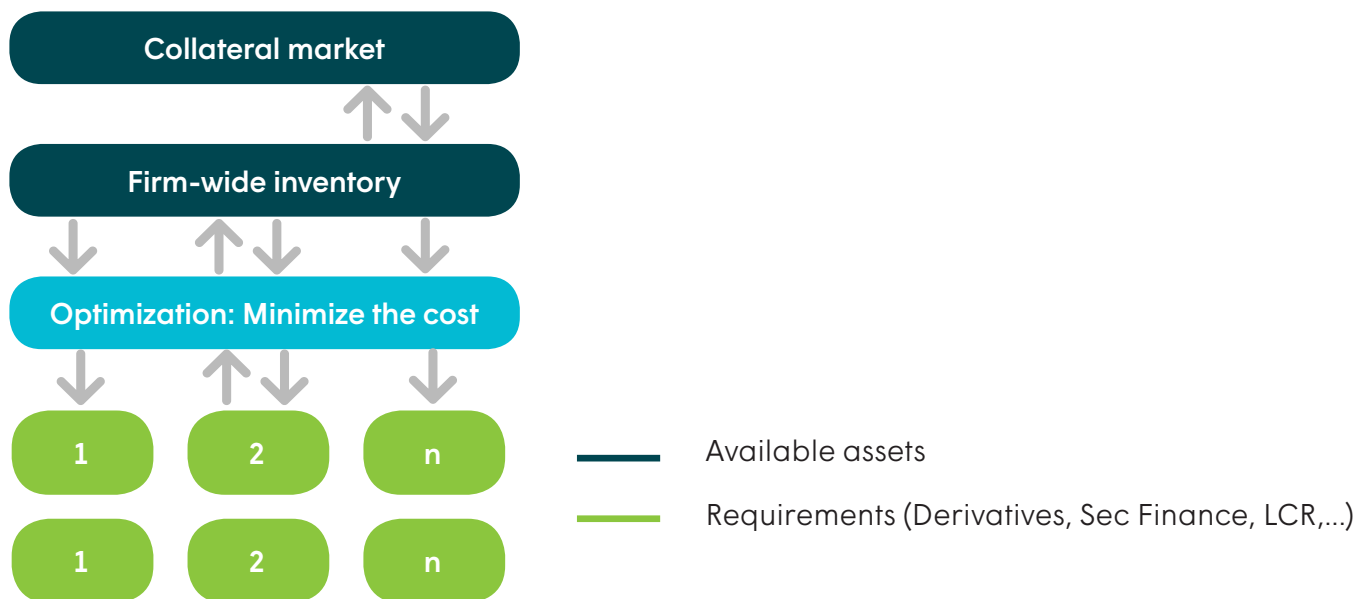 Collateral market
Firm-wide inventory
Optimization: Minimize the cost
1 2 n
Available assets
Requirements (Derivatives, Sec Finance, LCR,...)
1 2 n